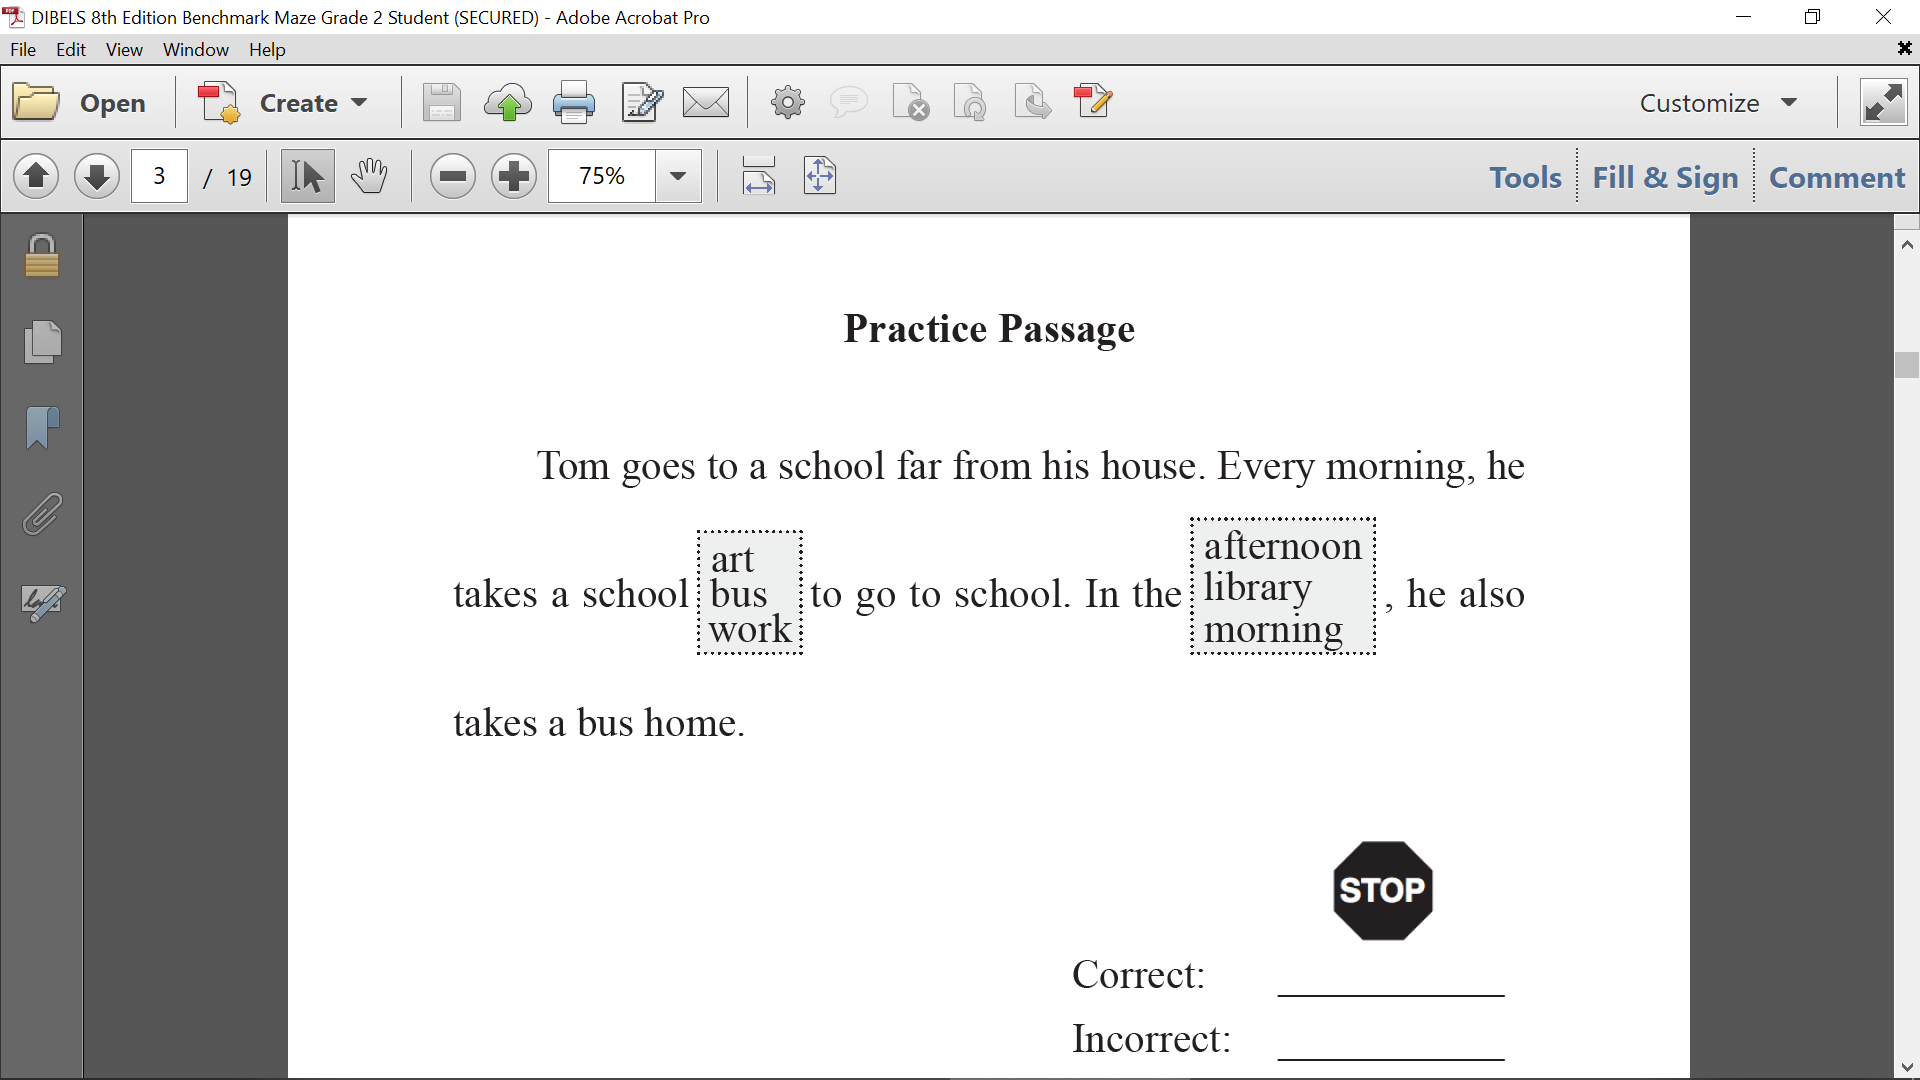 DIBELS 8th Edition Benchmark Maze Grade 2 Student (SECURED) - Adobe Acrobat Pro
File Edit View Window Help
Open Create Customize
3 / 19 75% Tools Fill & Sign Comment
Practice Passage
Tom goes to a school far from his house. Every morning, he
takes a school art bus work to go to school. In the afternoon library morning , he also
takes a bus home.
STOP
Correct:
Incorrect: